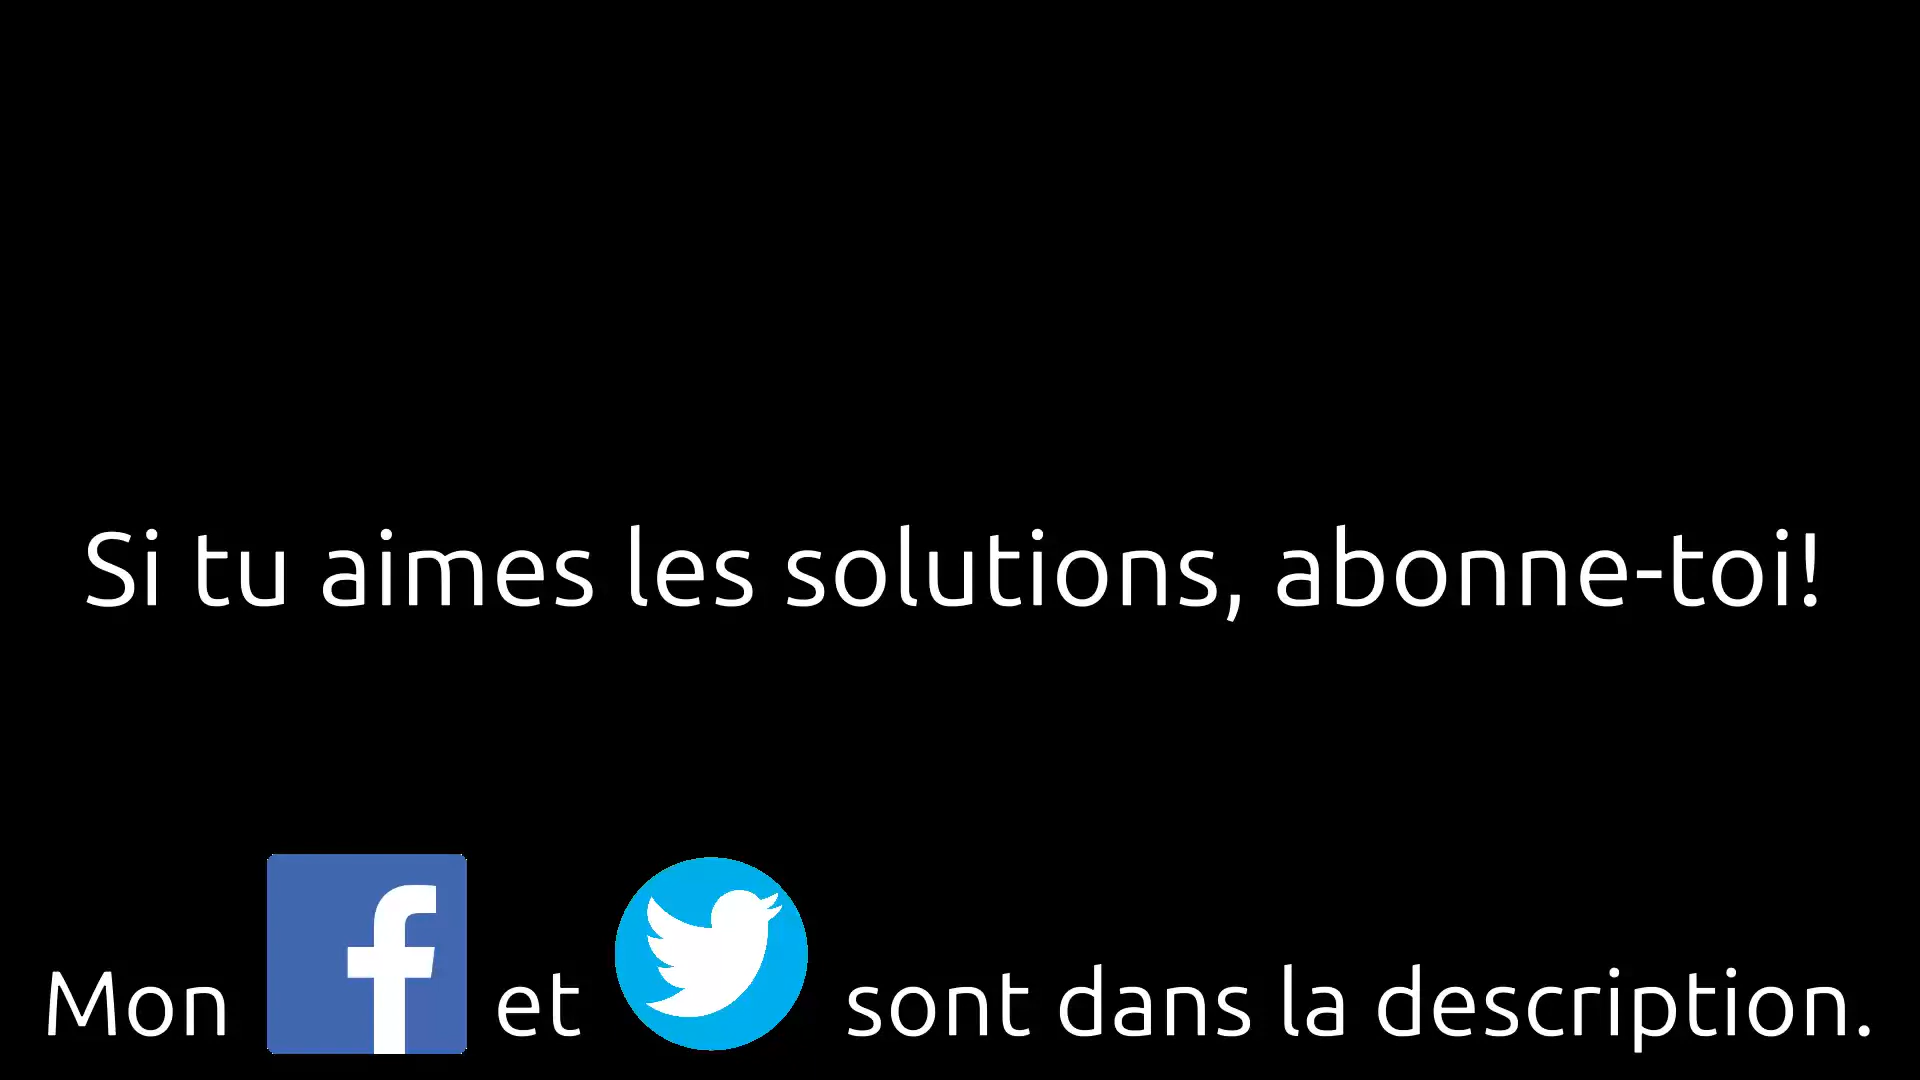 Si tu aimes les solutions, abonne-toi!
Mon f et sont dans la description.